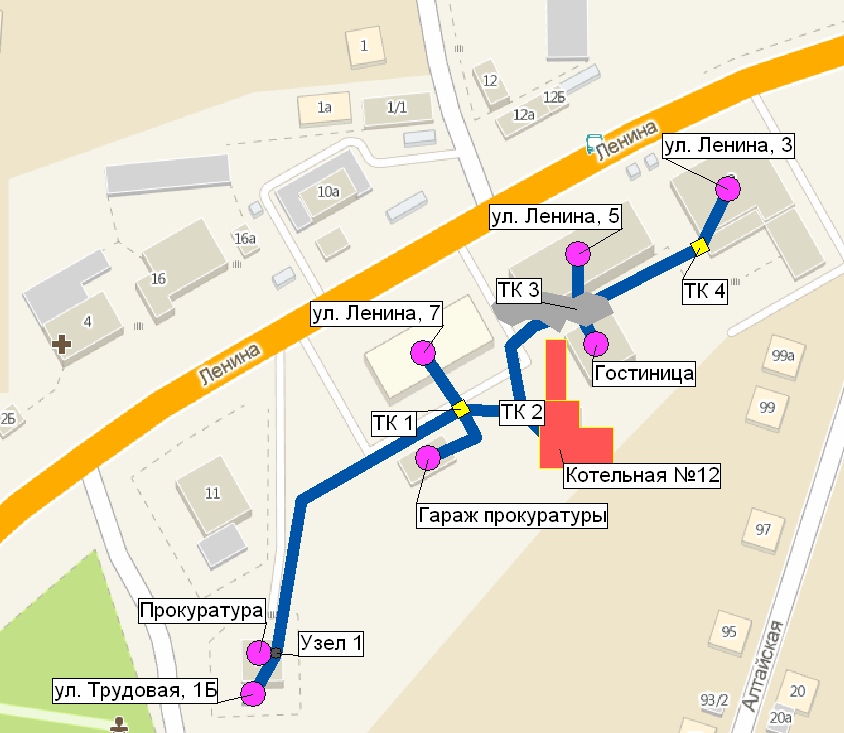 1
12
12Б
12а
1а
1/1
Ленина
ул. Ленина, 3
10а
ул. Ленина, 5
16а
16
ТК 3
ТК 4
ул. Ленина, 7
4
Ленина
99а
Гостиница
99
2Б
ТК 1
ТК 2
Котельная №12
11
Гараж прокуратуры
97
Прокуратура
Узел 1
95
Алтайская
ул. Трудовая, 1Б
93/2
20
20а